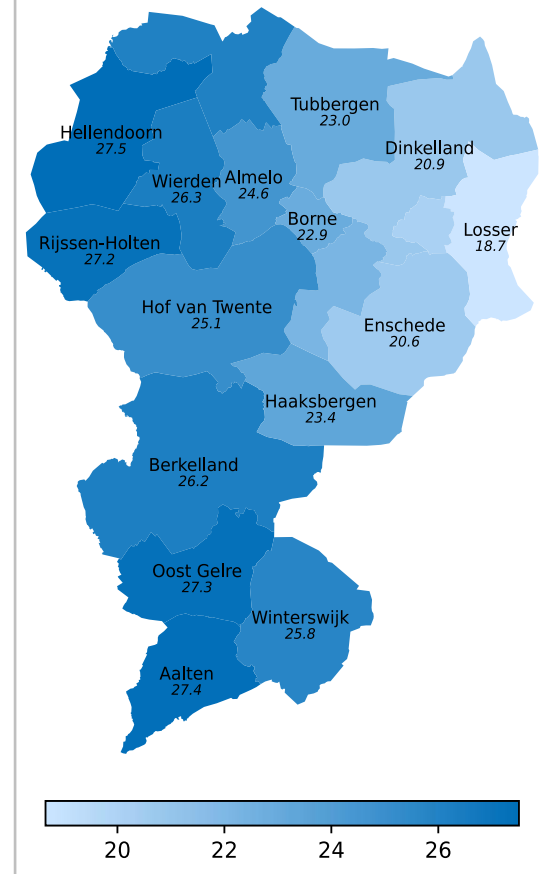 Tubbergen
23.0
Hellendoorn
27.5
Dinkelland
20.9
Wierden
26.3
Almelo
24.6
Borne
22.9
Losser
18.7
Rijssen-Holten
27.2
Hof van Twente
25.1
Enschede
20.6
Haaksbergen
23.4
Berkelland
26.2
Oost Gelre
27.3
Winterswijk
25.8
Aalten
27.4
20 22 24 26